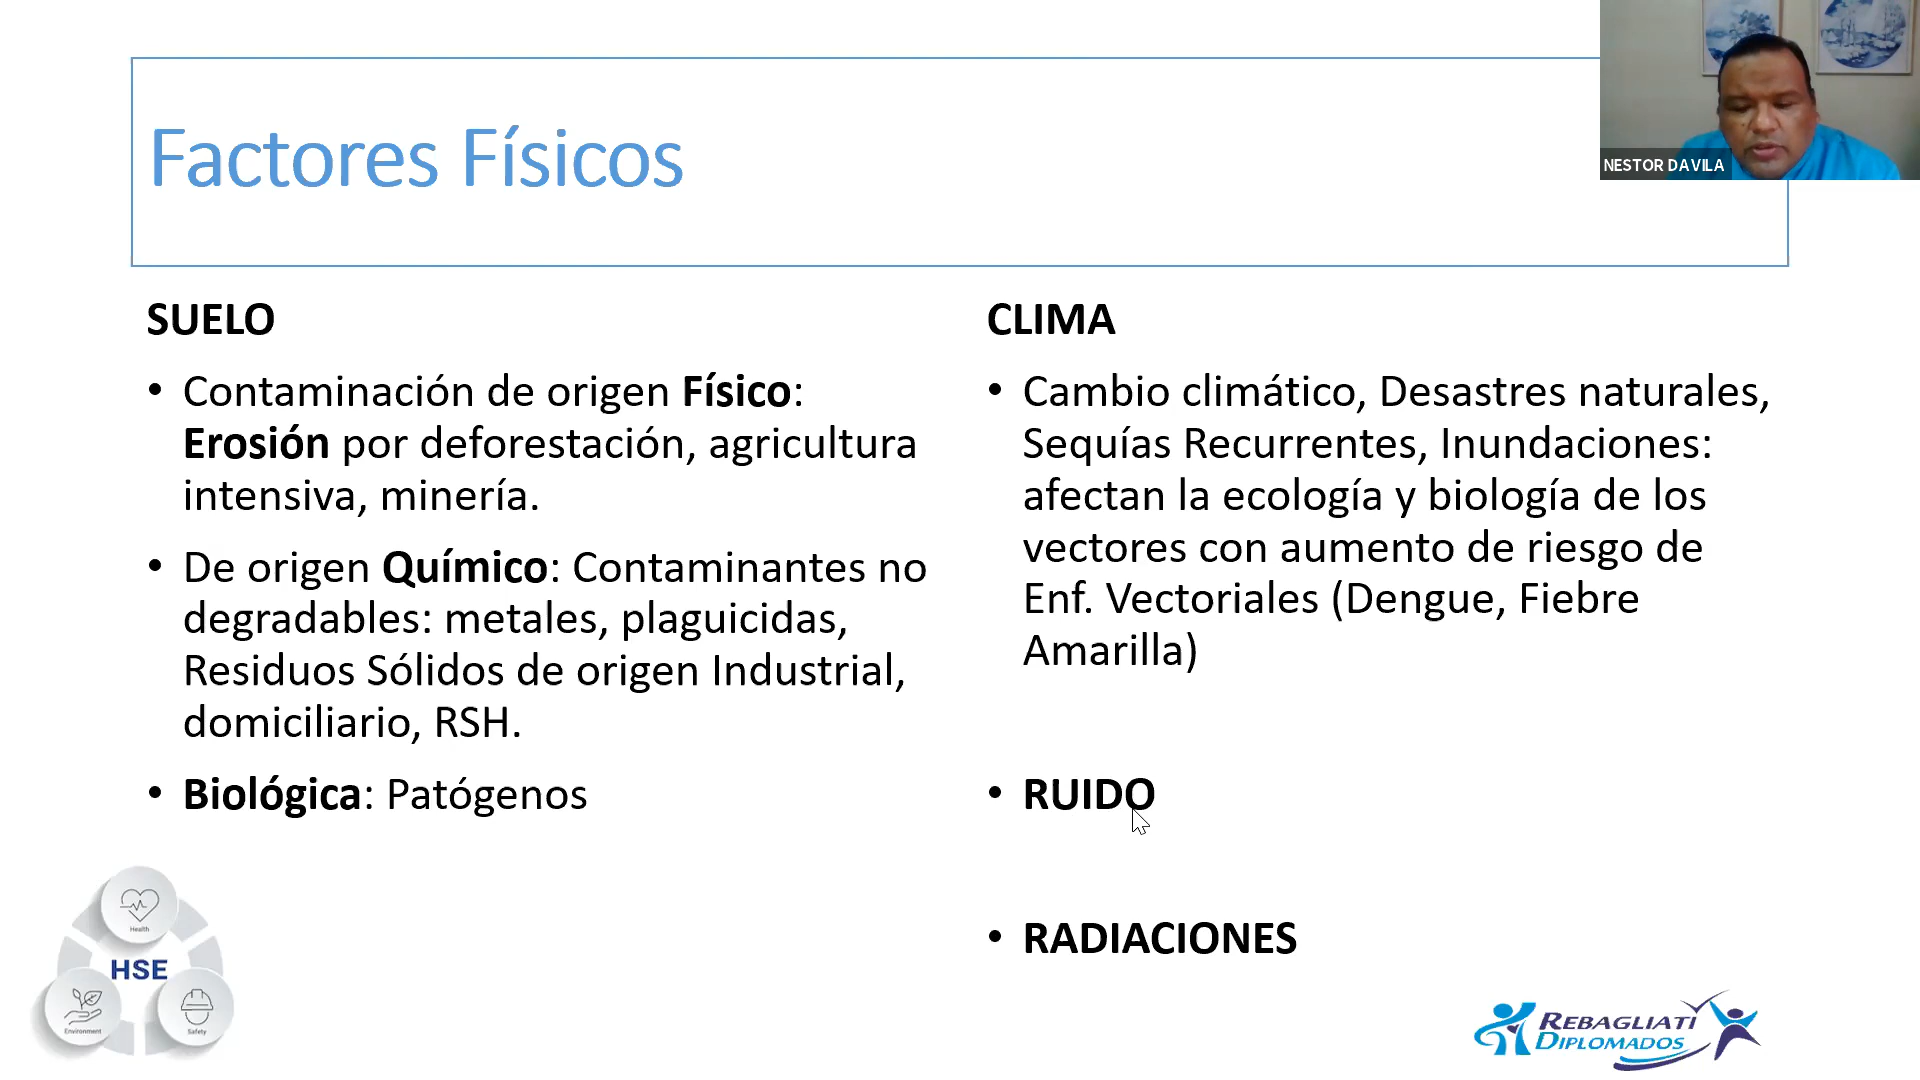 Factores Físicos
NESTOR DAVILA
SUELO
• Contaminación de origen Físico:
Erosión por deforestación, agricultura
intensiva, minería.
• De origen Químico: Contaminantes no
degradables: metales, plaguicidas,
Residuos Sólidos de origen Industrial,
domiciliario, RSH.
• Biológica: Patógenos
CLIMA
• Cambio climático, Desastres naturales,
Sequías Recurrentes, Inundaciones:
afectan la ecología y biología de los
vectores con aumento de riesgo de
Enf. Vectoriales (Dengue, Fiebre
Amarilla)
• RUIDO
• RADIACIONES
Health
HSE
Environment
Safety
REBAGLIATI
DIPLOMADOS